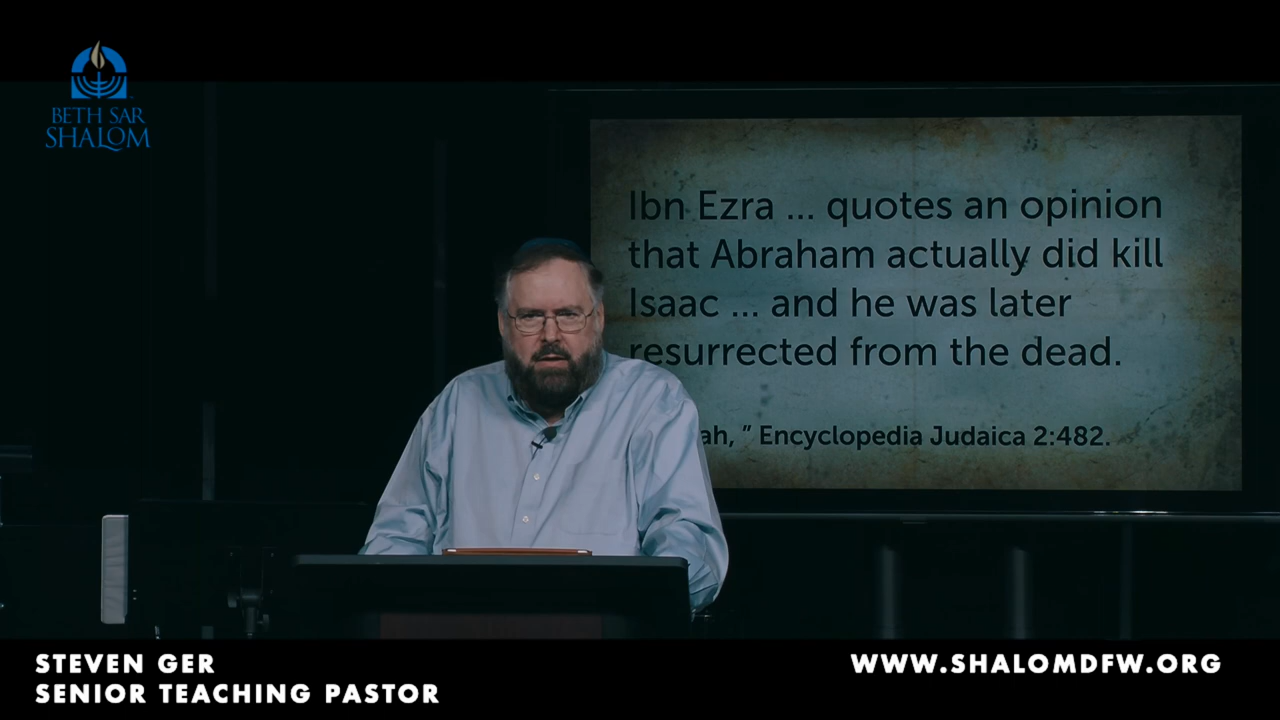 BETH SAR
SHALOM
Ibn Ezra ... quotes an opinion
that Abraham actually did kill
Isaac ... and he was later
resurrected from the dead.
ah, ” Encyclopedia Judaica 2:482.
STEVEN GER
SENIOR TEACHING PASTOR
WWW.SHALOMDFW.ORG